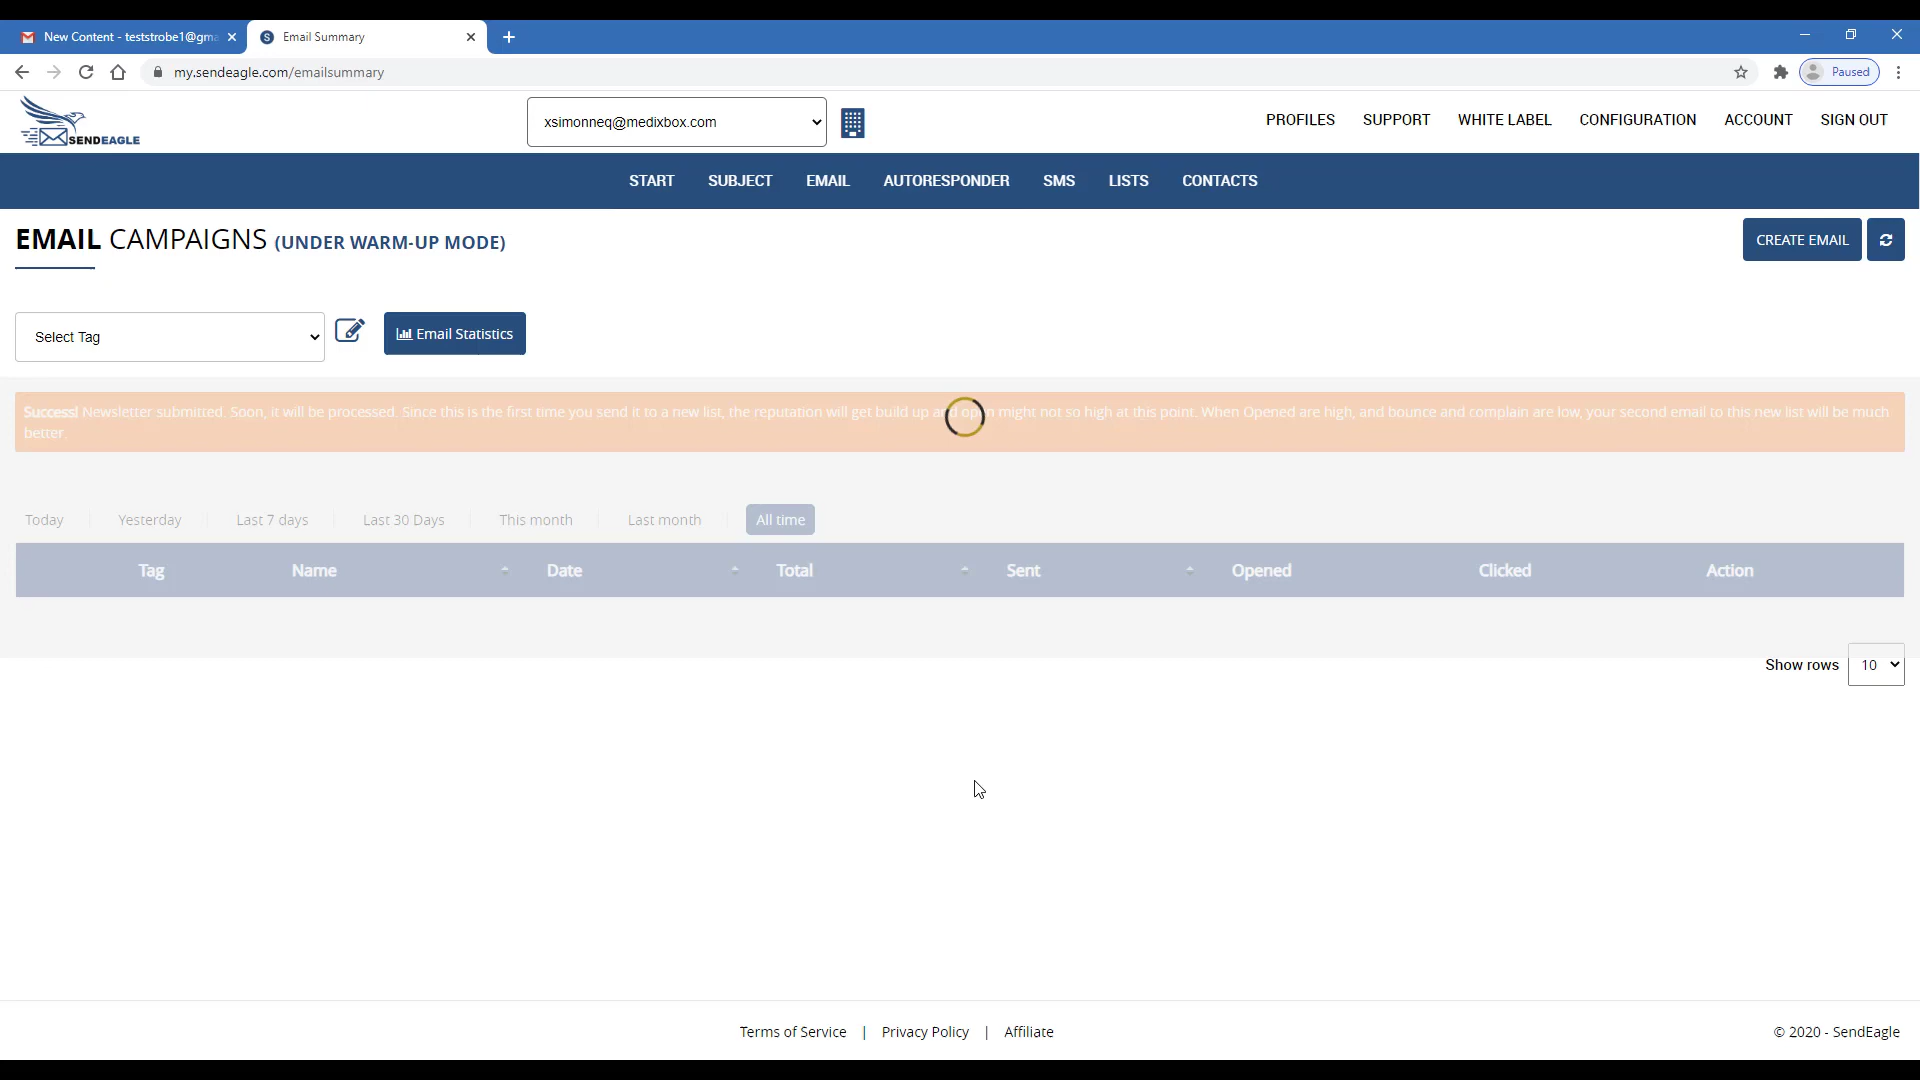 New Content - teststrobe1@gma
Email Summary
my.sendeagle.com/emailsummary
Paused
SENDEAGLE
xsimonneq@medixbox.com
PROFILES SUPPORT WHITE LABEL CONFIGURATION ACCOUNT SIGN OUT
START SUBJECT EMAIL AUTORESPONDER SMS LISTS CONTACTS
EMAIL CAMPAIGNS (UNDER WARM-UP MODE)
CREATE EMAIL
Select Tag
Email Statistics
Success! Newsletter submitted. Soon, it will be processed. Since this is the first time you send it to a new list, the reputation will get build up and open might not so high at this point. When Opened are high, and bounce and complain are low, your second email to this new list will be much
better.
Today Yesterday Last 7 days Last 30 Days This month Last month All time
Tag Name Date Total Sent Opened Clicked Action
Show rows 10
Terms of Service | Privacy Policy | Affiliate
© 2020 - SendEagle